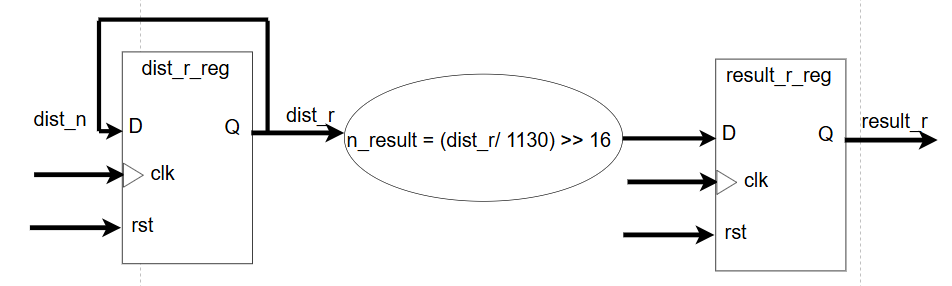 dist_r_reg
dist_n
D
Q
dist_r
clk
rst
n_result = (dist_r/ 1130) >> 16
result_r_reg
D
Q
result_r
clk
rst